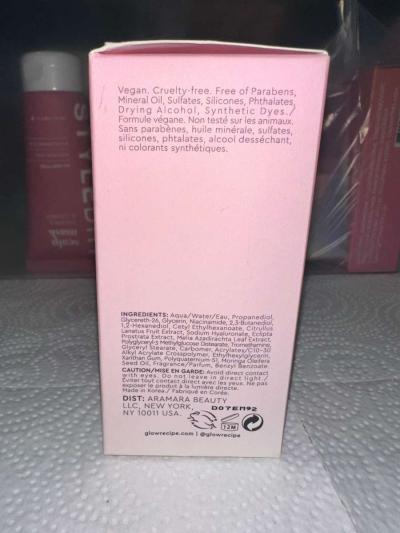 Vegan. Cruelty-free. Free of Parabens,
Mineral Oil, Sulfates, Silicones, Phthalates,
Drying Alcohol, Synthetic Dyes./
Formule végane. Non testé sur les animaux.
Sans parabènes, huile minérale, sulfates,
silicones, phtalates, alcool desséchant,
ni colorants synthétiques.
STYLED
glow
INGREDIENTS: Aqua/Water/Eau, Propanediol,
Glycereth-26, Glycerin, Niacinamide, 2,3-Butanediol,
1,2-Hexanediol, Cetyl Ethylhexanoate, Citrullus
Lanatus Fruit Extract, Sodium Hyaluronate, Eclipta
Prostrata Extract, Melia Azadirachta Leaf Extract,
Polyglyceryl-3 Methylglucose Distearate, Tromethamine,
Glyceryl Stearate, Carbomer, Acrylates/C10-30
Alkyl Acrylate Crosspolymer, Ethylhexylglycerin,
Xanthan Gum, Polyquaternium-51, Moringa Oleifera
Seed Oil, Fragrance/Parfum, Benzyl Benzoate.
CAUTION/MISE EN GARDE: Avoid direct contact
with eyes. Do not leave in direct light./
Éviter tout contact direct avec les yeux. Ne pas
exposer le produit à la lumière directe.
Made in Korea./ Fabriqué en Corée.
DIST: ARAMARA BEAUTY
LLC, NEW YORK,
NY 10011 USA.
D07EM92
12M
glowrecipe.com | @glowrecipe